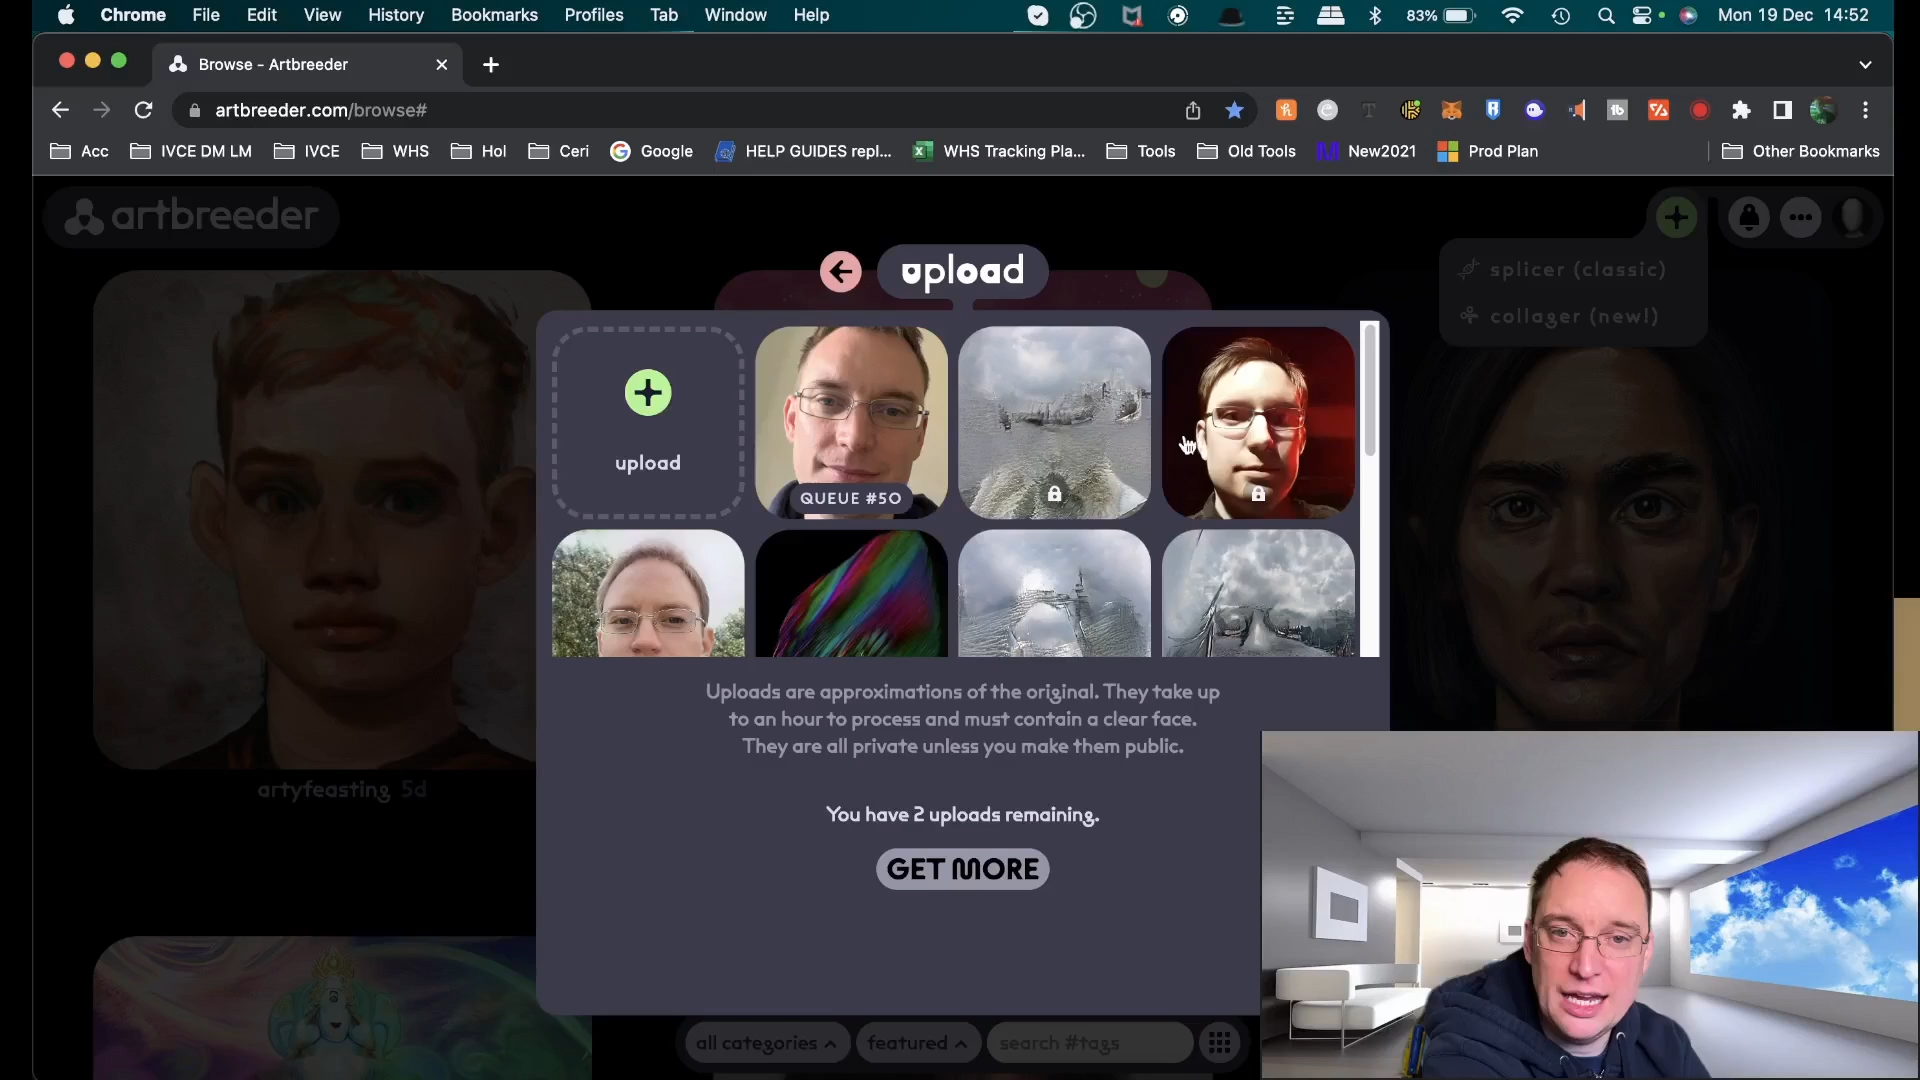 Chrome File Edit View History Bookmarks Profiles Tab Window Help 83% Mon 19 Dec 14:52
Browse - Artbreeder
artbreeder.com/browse#
Acc IVCE DM LM IVCE WHS Hol Ceri Google HELP GUIDES repl... WHS Tracking Pla... Tools Old Tools New2021 Prod Plan Other Bookmarks
artbreeder
upload
splicer (classic)
collager (new!)
upload
QUEUE #50
Uploads are approximations of the original. They take up
to an hour to process and must contain a clear face.
They are all private unless you make them public.
artyfeasting 5d
You have 2 uploads remaining.
GET MORE
all categories featured search #tags